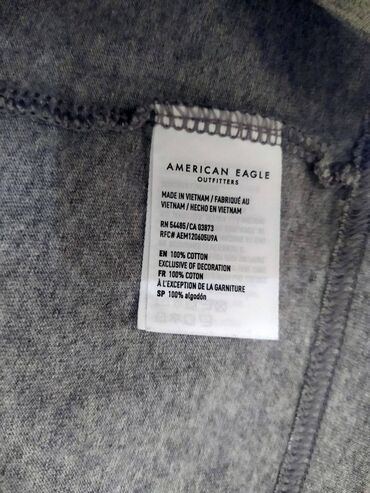 AMERICAN EAGLE
OUTFITTERS
MADE IN VIETNAM / FABRIQUÉ AU
VIETNAM / HECHO EN VIETNAM
RN 54485/CA 03873
RFC# AEM120605U9A
EN 100% COTTON
EXCLUSIVE OF DECORATION
FR 100% COTON
À L'EXCEPTION DE LA GARNITURE
SP 100% algodón